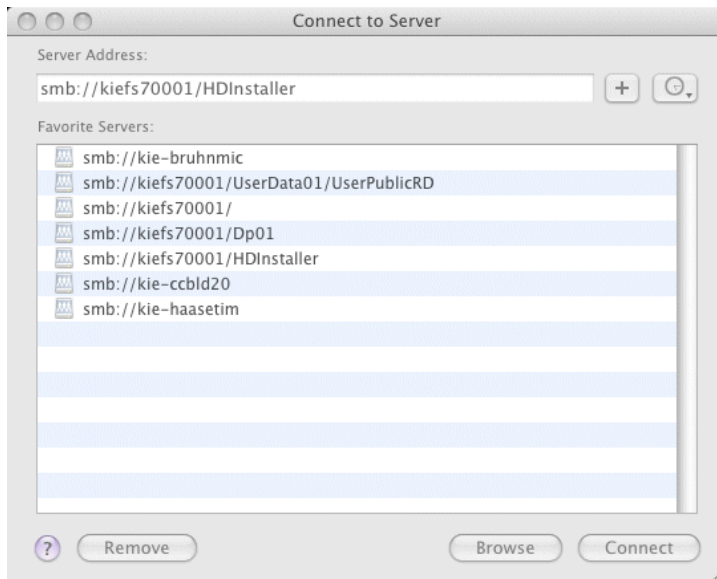 Connect to Server
Server Address:
smb://kiefs70001/HDInstaller
+
Favorite Servers:
smb://kie-bruhnmic
smb://kiefs70001/UserData01/UserPublicRD
smb://kiefs70001/
smb://kiefs70001/Dp01
smb://kiefs70001/HDInstaller
smb://kie-ccbld20
smb://kie-haasetim
? Remove Browse Connect